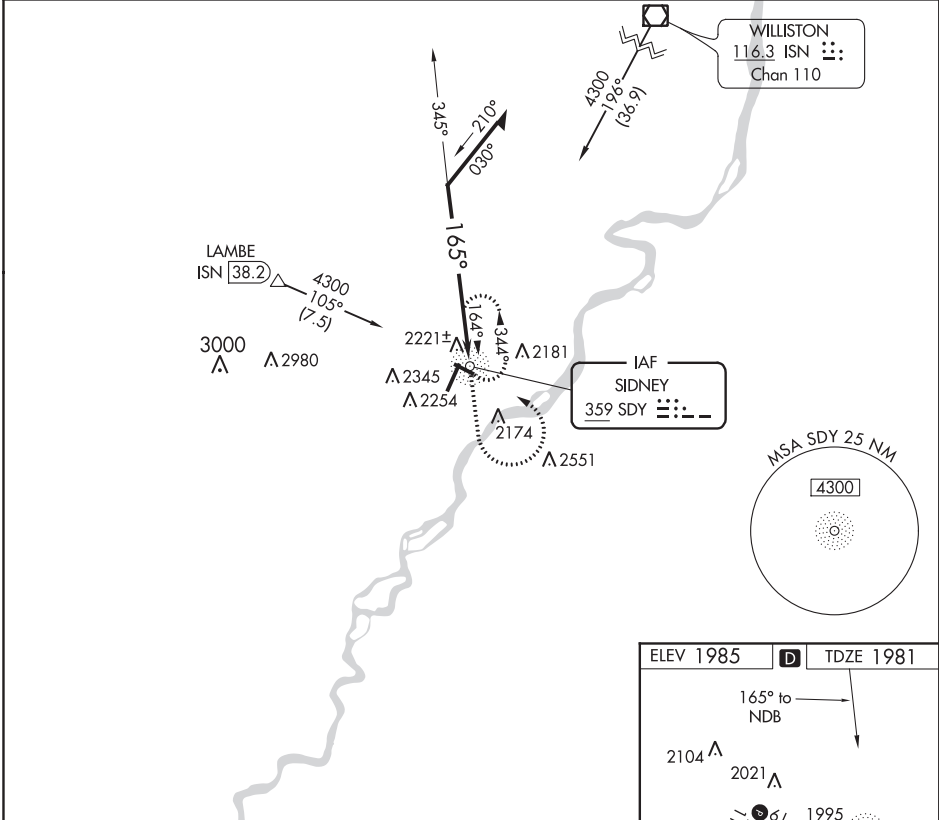 WILLISTON
116.3 ISN
Chan 110
4300
196°
(36.9)
345°
210°
030°
165°
LAMBE
ISN 38.2
4300
105°
(7.5)
164°
344°
3000
2980
2221±
2181
2345
2254
IAF
SIDNEY
359 SDY
2174
2551
MSA SDY 25 NM
4300
ELEV 1985 D TDZE 1981
165° to
NDB
2104
2021
P
1995